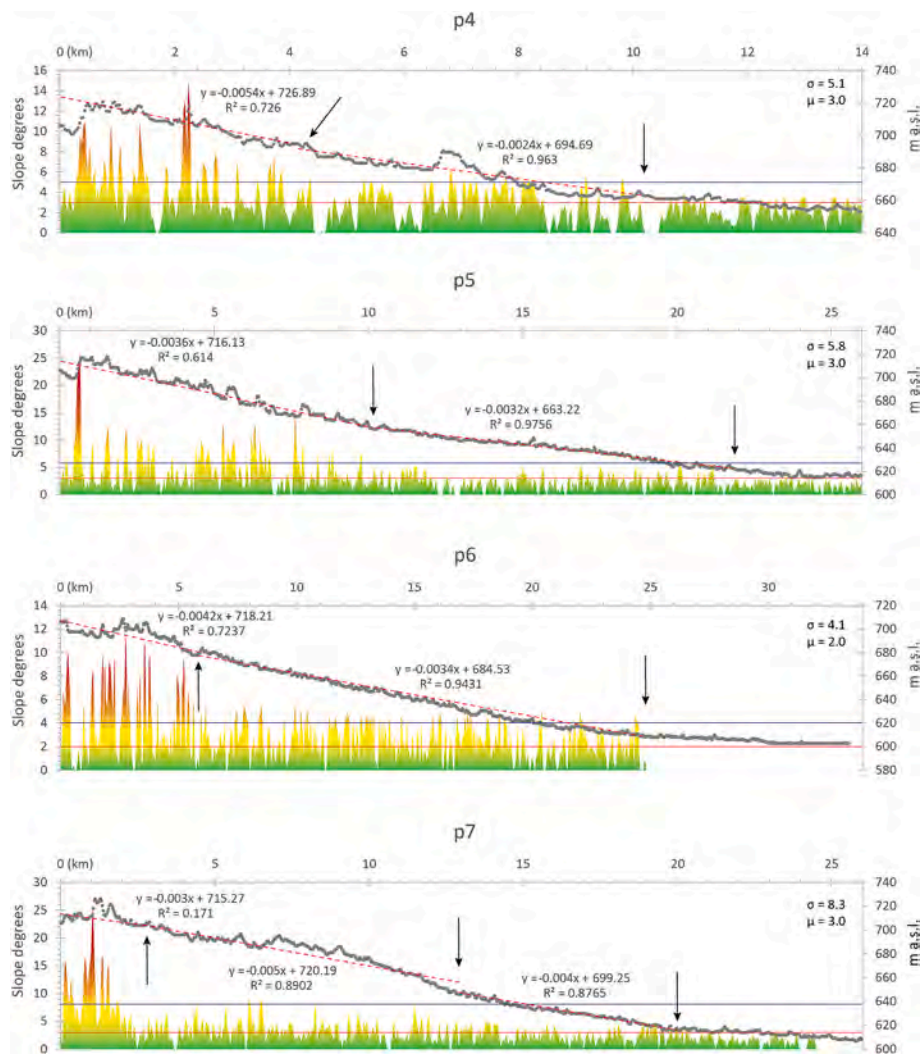 p4
0 (km) 2 4 6 8 10 12 14
16 740
14 720
12
10 700
8
6 680
4 660
2
0 640
Slope degrees
m a.s.l.
y = -0.0054x + 726.89
R² = 0.726
y = -0.0024x + 694.69
R² = 0.963
σ = 5.1
μ = 3.0
p5
0 (km) 5 10 15 20 25
30 740
25 720
20 700
15 680
10 660
5 640
0 620
600
Slope degrees
m a.s.l.
y = -0.0036x + 716.13
R² = 0.614
y = -0.0032x + 663.22
R² = 0.9756
σ = 5.8
μ = 3.0
p6
0 (km) 5 10 15 20 25 30
14 720
12 700
10 680
8 660
6 640
4 620
2 600
0 580
Slope degrees
m a.s.l.
y = -0.0042x + 718.21
R² = 0.7237
y = -0.0034x + 684.53
R² = 0.9431
σ = 4.1
μ = 2.0
p7
0 (km) 5 10 15 20 25
30 740
25 720
20 700
15 680
10 660
5 640
0 620
600
Slope degrees
m a.s.l.
y = -0.003x + 715.27
R² = 0.171
y = -0.005x + 720.19
R² = 0.8902
y = -0.004x + 699.25
R² = 0.8765
σ = 8.3
μ = 3.0